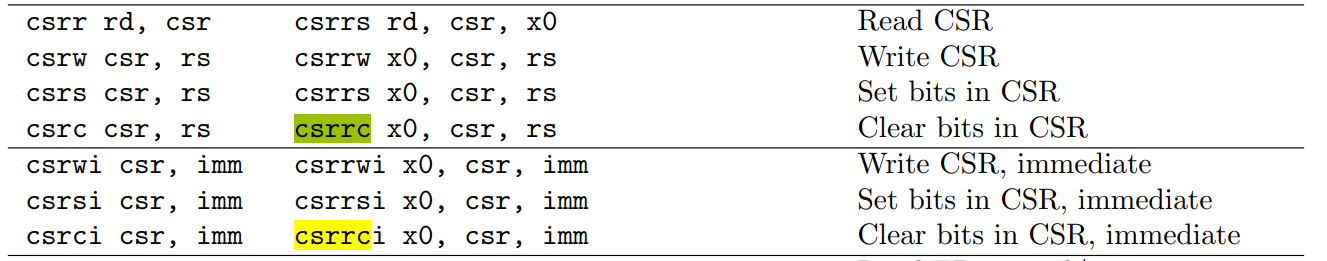 csrr rd, csr csrrs rd, csr, x0 Read CSR
csrw csr, rs csrrw x0, csr, rs Write CSR
csrs csr, rs csrrs x0, csr, rs Set bits in CSR
csrc csr, rs csrrc x0, csr, rs Clear bits in CSR
csrwi csr, imm csrrwi x0, csr, imm Write CSR, immediate
csrsi csr, imm csrrsi x0, csr, imm Set bits in CSR, immediate
csrci csr, imm csrrci x0, csr, imm Clear bits in CSR, immediate